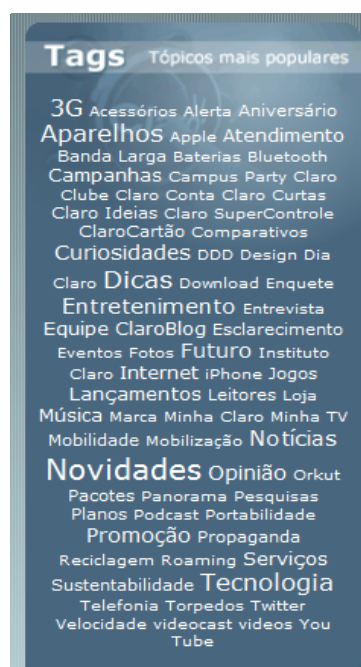 Tags Tópicos mais populares
3G Acessórios Alerta Aniversário
Aparelhos Apple Atendimento
Banda Larga Baterias Bluetooth
Campanhas Campus Party Claro
Clube Claro Conta Claro Curtas
Claro Ideias Claro SuperControle
ClaroCartão Comparativos
Curiosidades DDD Design Dia
Claro Dicas Download Enquete
Entretenimento Entrevista
Equipe ClaroBlog Esclarecimento
Eventos Fotos Futuro Instituto
Claro Internet iPhone Jogos
Lançamentos Leitores Loja
Música Marca Minha Claro Minha TV
Mobilidade Mobilização Notícias
Novidades Opinião Orkut
Pacotes Panorama Pesquisas
Planos Podcast Portabilidade
Promoção Propaganda
Reciclagem Roaming Serviços
Sustentabilidade Tecnologia
Telefonia Torpedos Twitter
Velocidade videocast videos You
Tube